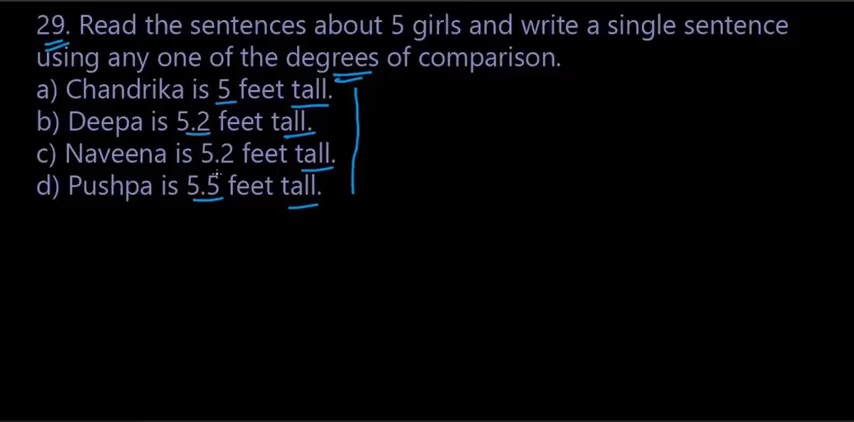 29. Read the sentences about 5 girls and write a single sentence
using any one of the degrees of comparison.
a) Chandrika is 5 feet tall.
b) Deepa is 5.2 feet tall.
c) Naveena is 5.2 feet tall.
d) Pushpa is 5.5 feet tall.